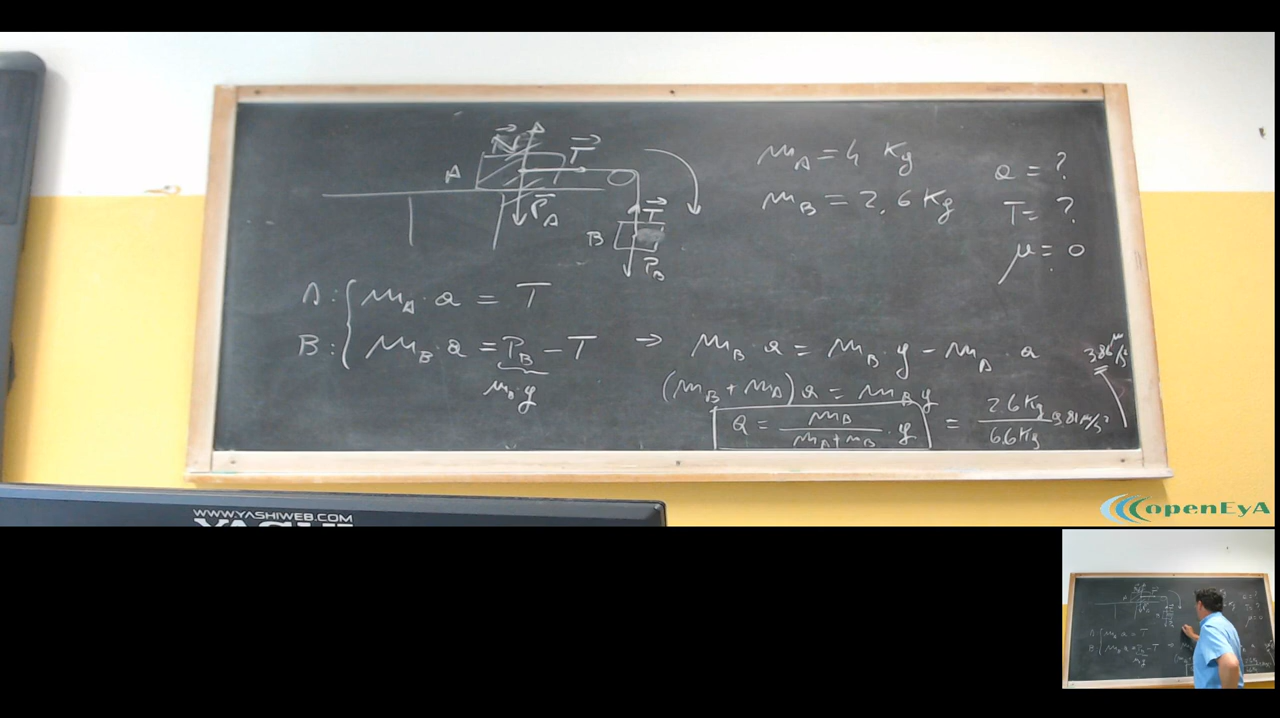 N T
A
P_A
T
B
P_B
m_A = 4 Kg
m_B = 2,6 Kg
a = ?
T = ?
μ = 0
A: { m_A · a = T
B: { m_B · a = P_B - T → m_B · a = m_B · g - m_A · a
m_B · g
(m_B + m_A) a = m_B g
a = m_B / (m_A + m_B) · g = 2.6 Kg / 6.6 Kg 9,81 m/s²
3,86 m/s²
WWW.YASHIWEB.COM
YASHI
openEyA